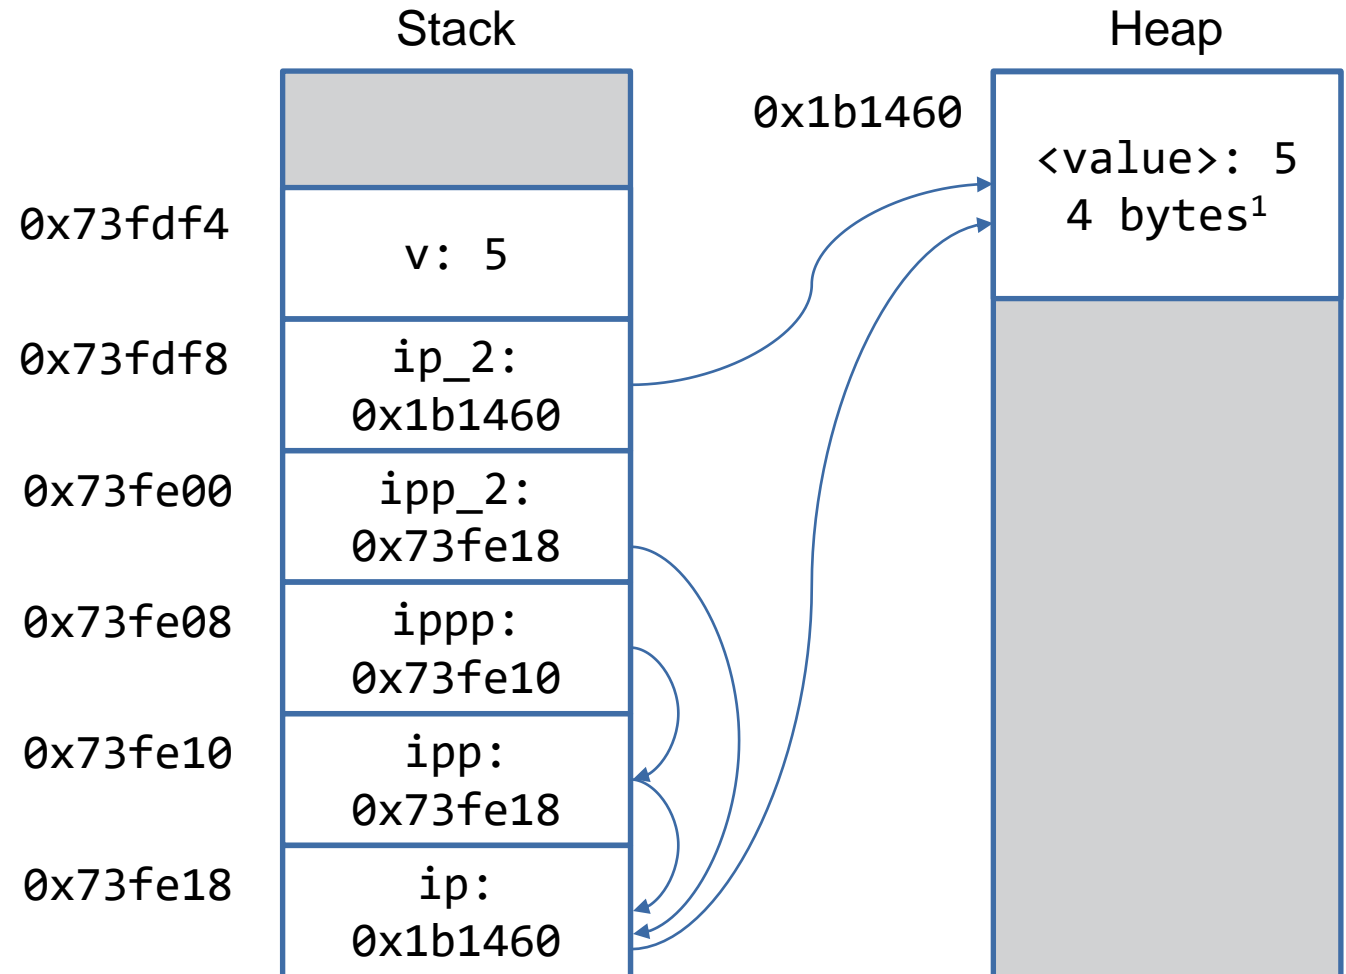 Stack
Heap
0x1b1460
<value>: 5
4 bytes¹
0x73fdf4
v: 5
0x73fdf8
ip_2:
0x1b1460
0x73fe00
ipp_2:
0x73fe18
0x73fe08
ippp:
0x73fe10
0x73fe10
ipp:
0x73fe18
0x73fe18
ip:
0x1b1460